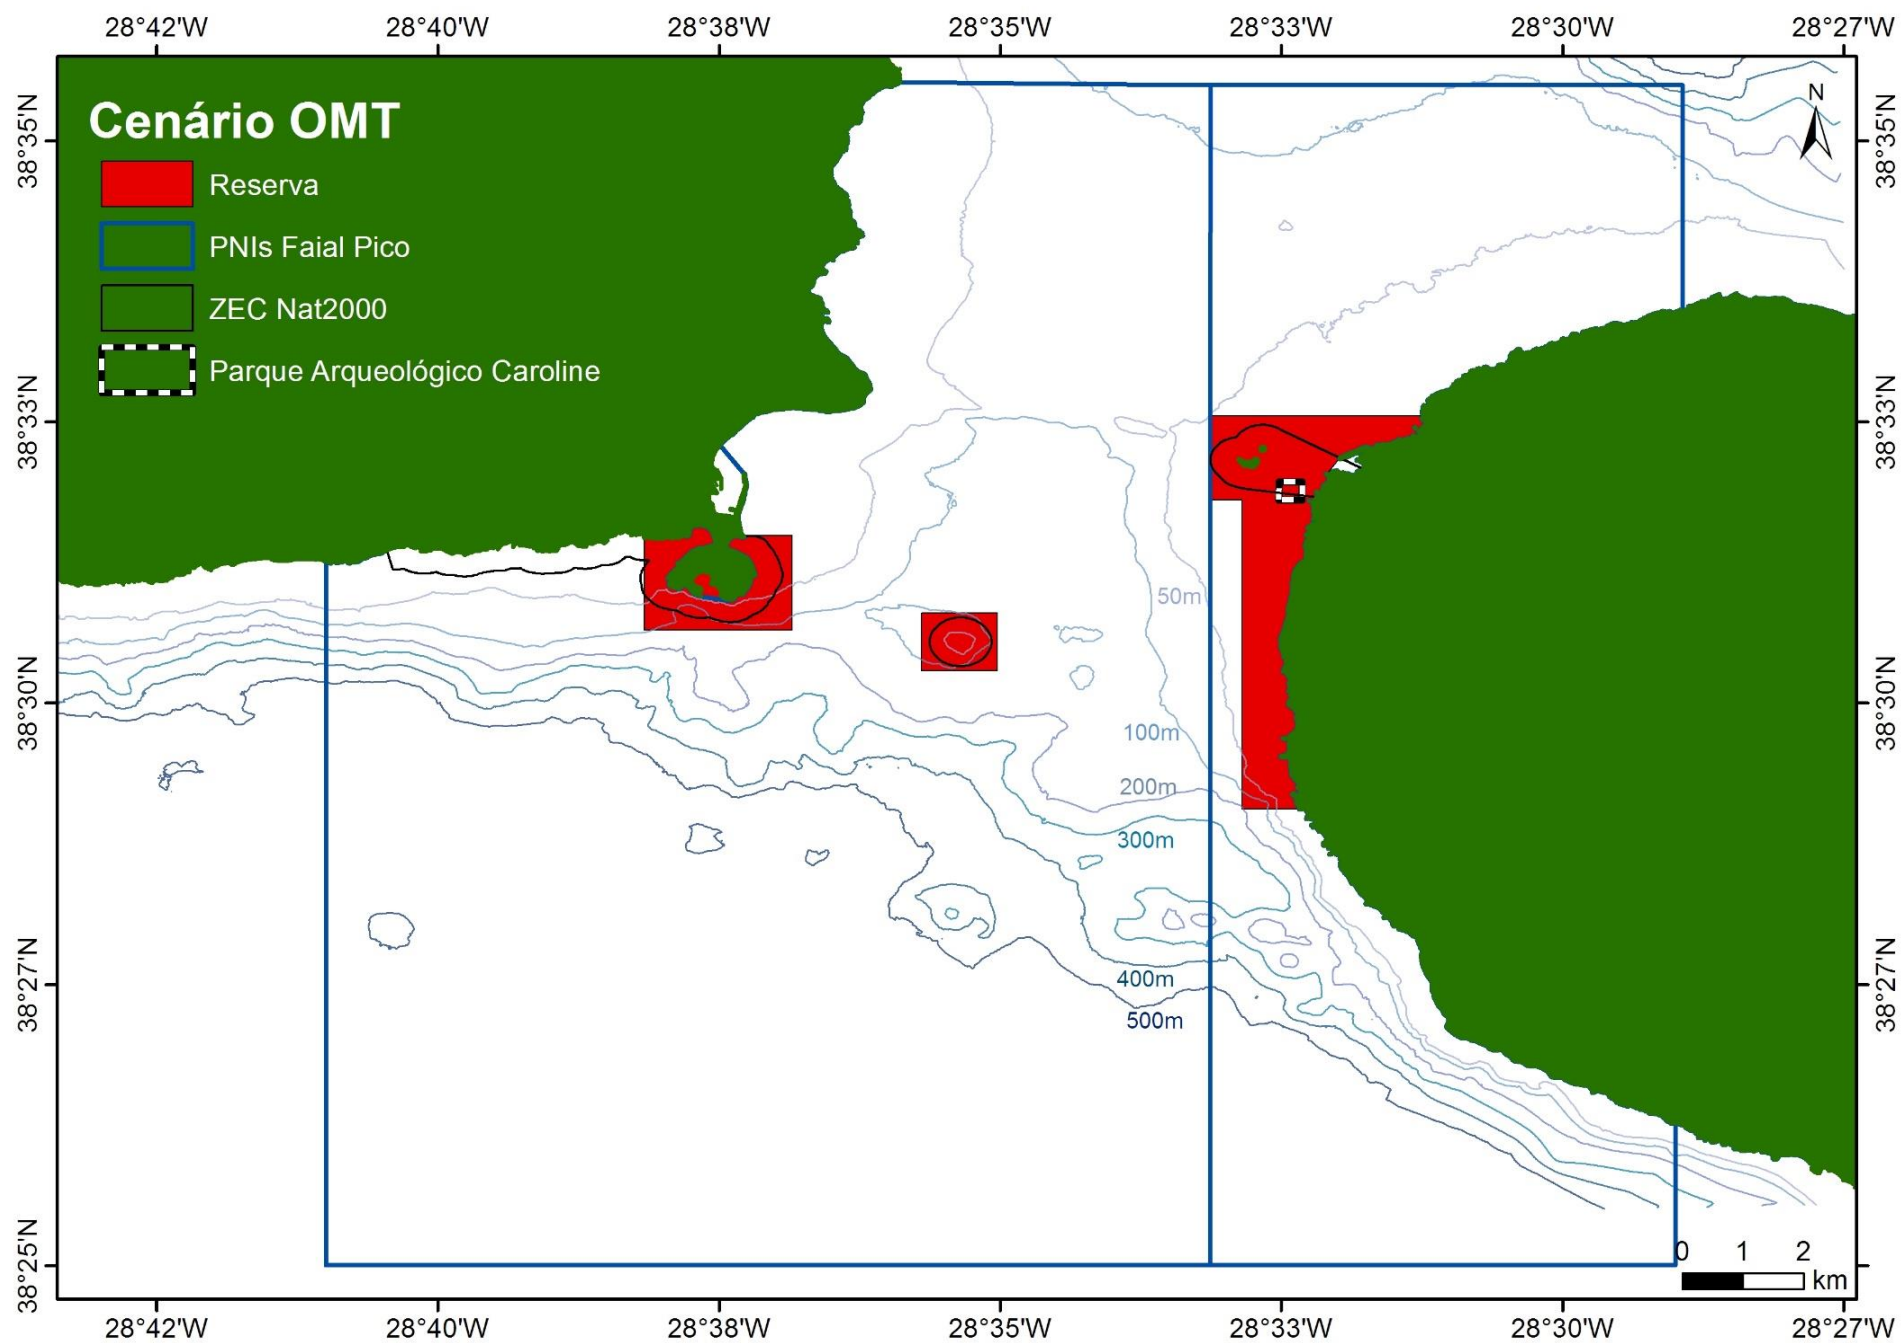 28°42'W 28°40'W 28°38'W 28°35'W 28°33'W 28°30'W 28°27'W
N
Cenário OMT
Reserva
PNIs Faial Pico
ZEC Nat2000
Parque Arqueológico Caroline
38°35'N 38°35'N
38°33'N 38°33'N
50m
38°30'N 38°30'N
100m
200m
300m
400m
38°27'N 38°27'N
500m
38°25'N
0 1 2
km
28°42'W 28°40'W 28°38'W 28°35'W 28°33'W 28°30'W 28°27'W